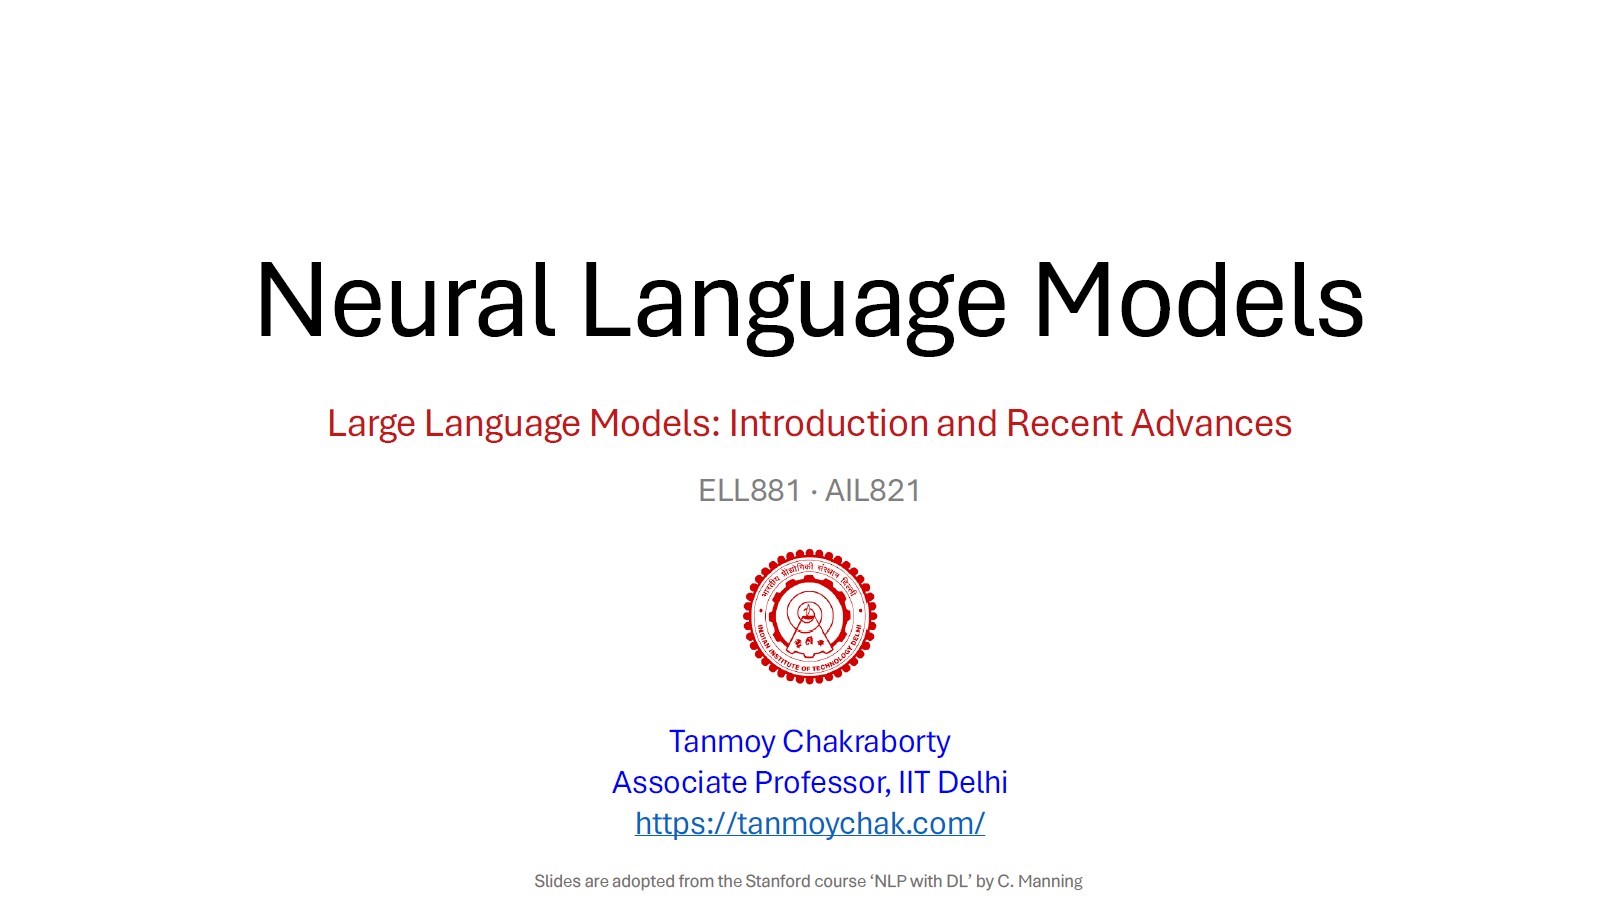 Neural Language Models
Large Language Models: Introduction and Recent Advances
ELL881 · AIL821
भारतीय प्रौद्योगिकी संस्थान दिल्ली
INDIAN INSTITUTE OF TECHNOLOGY DELHI
Tanmoy Chakraborty
Associate Professor, IIT Delhi
https://tanmoychak.com/
Slides are adopted from the Stanford course ‘NLP with DL’ by C. Manning